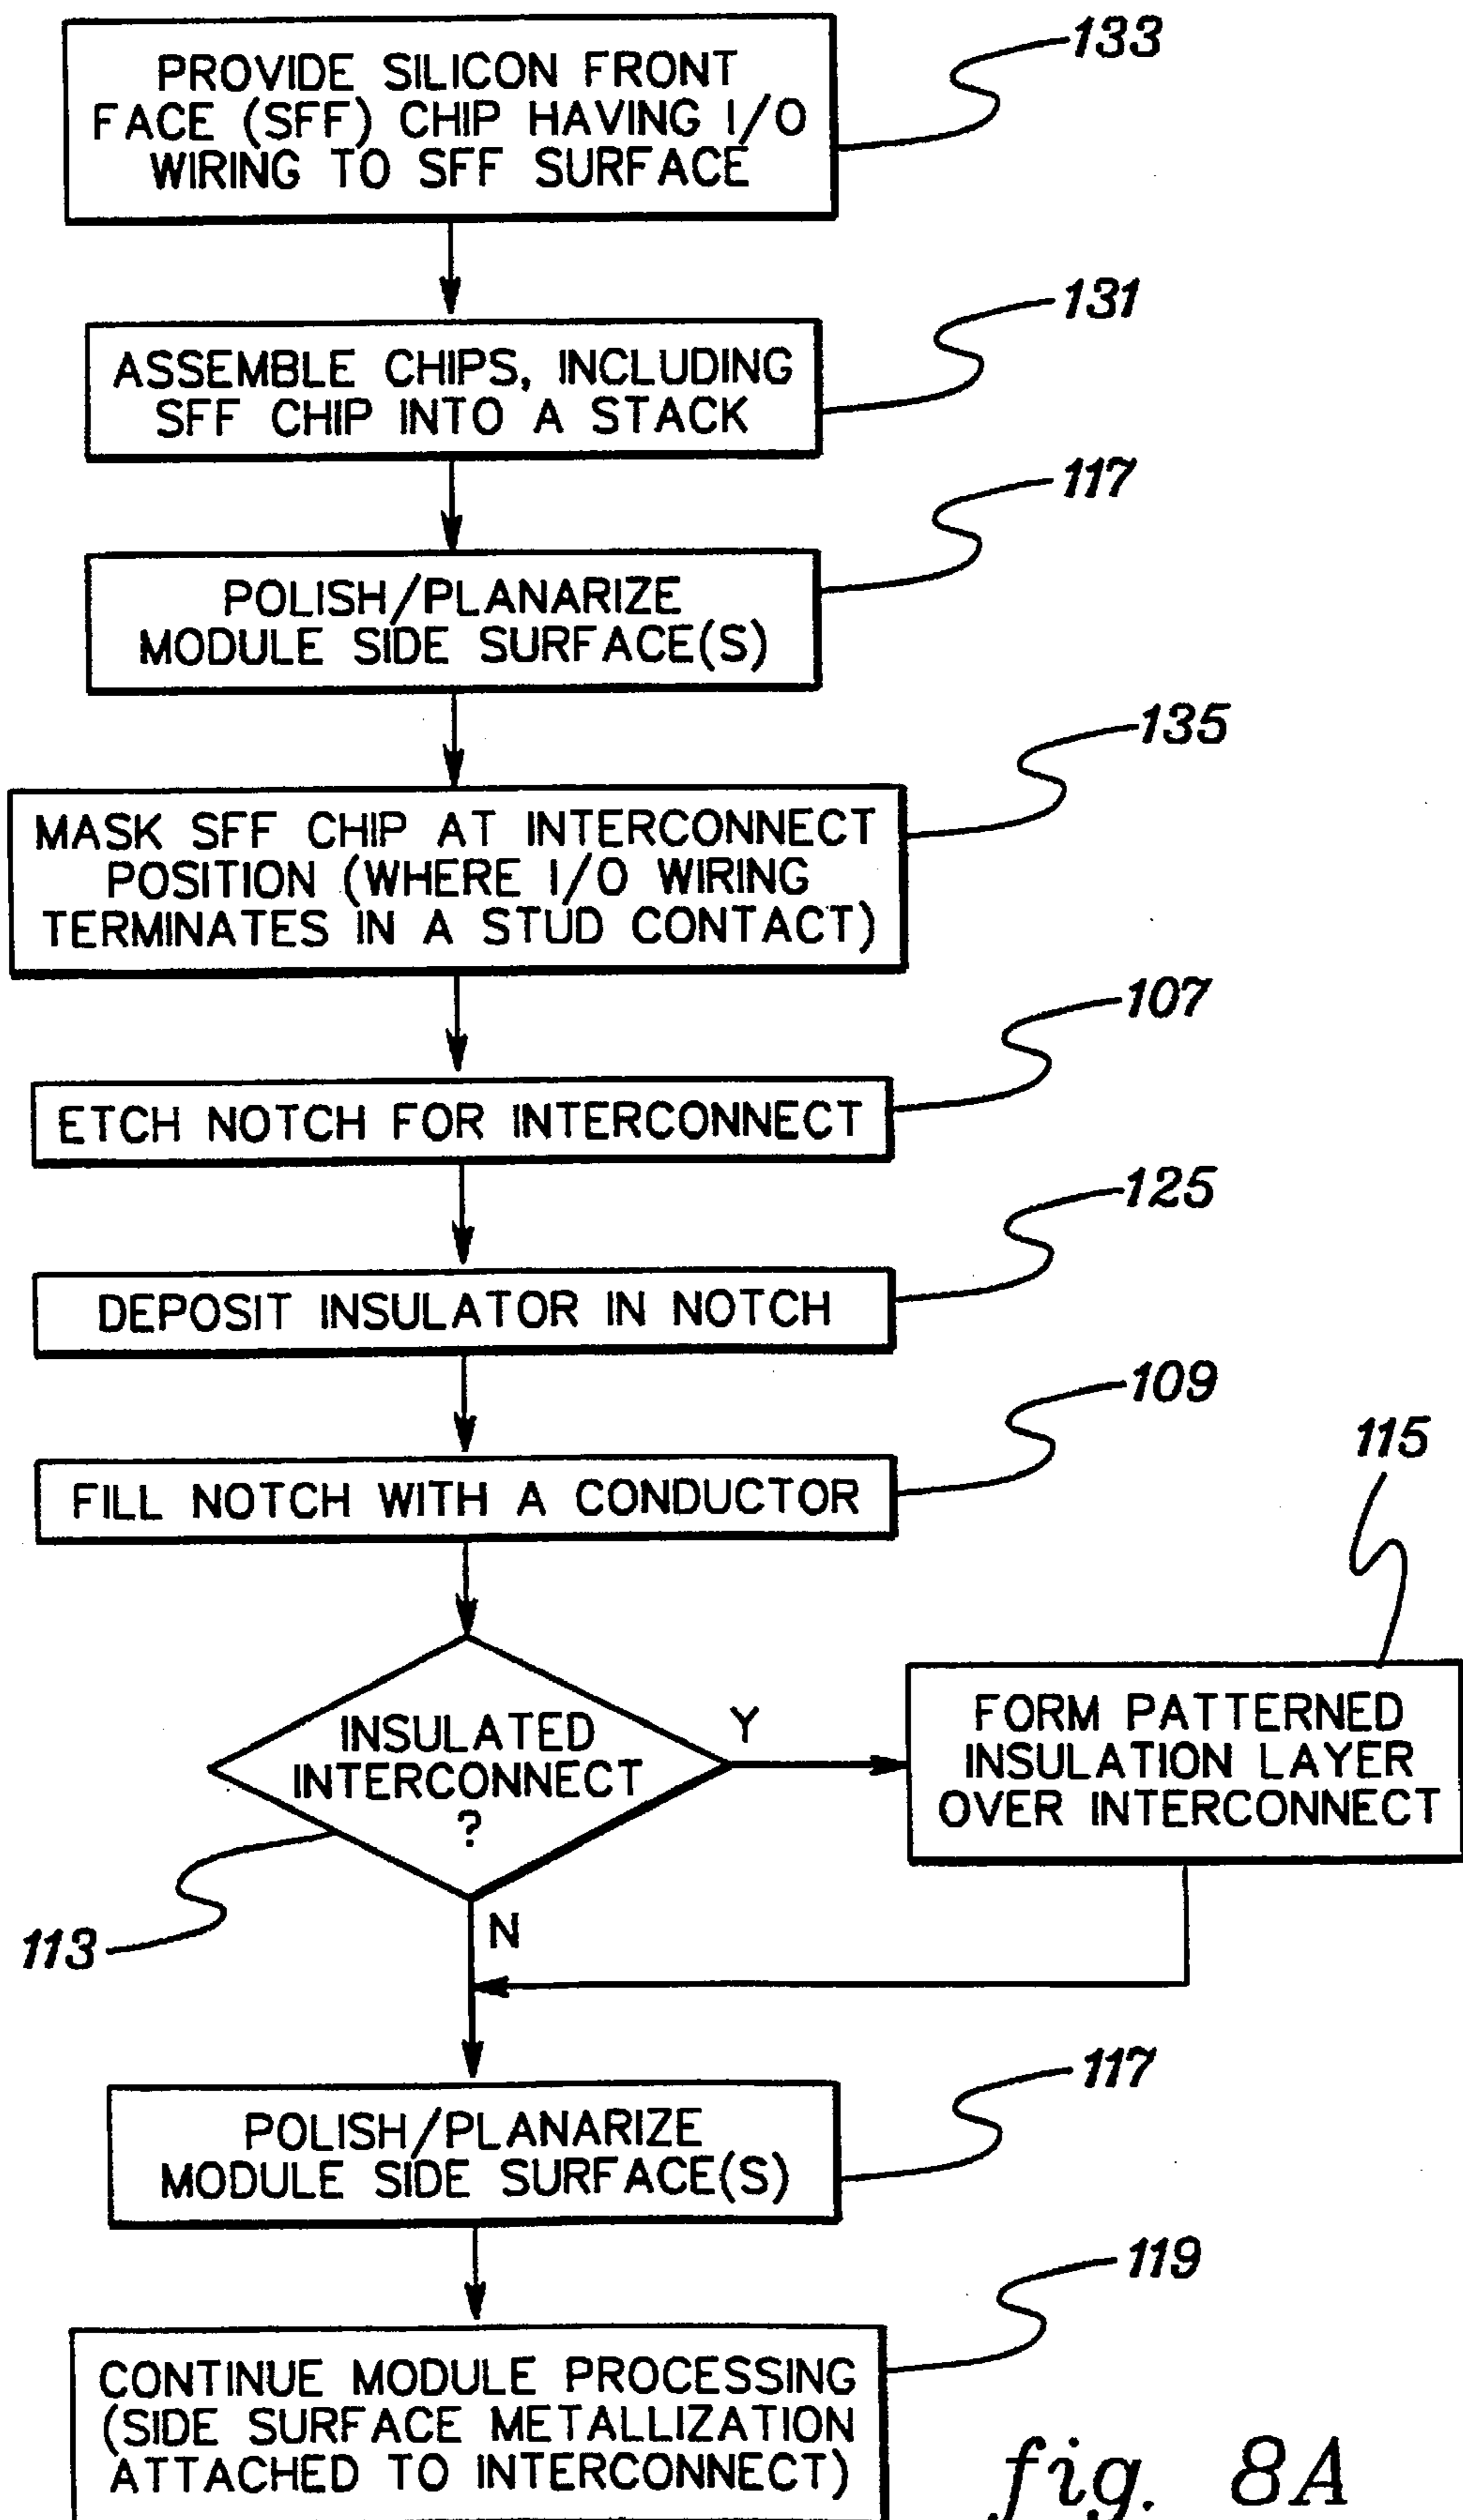 133
PROVIDE SILICON FRONT
FACE (SFF) CHIP HAVING I/O
WIRING TO SFF SURFACE
131
ASSEMBLE CHIPS, INCLUDING
SFF CHIP INTO A STACK
117
POLISH/PLANARIZE
MODULE SIDE SURFACE(S)
135
MASK SFF CHIP AT INTERCONNECT
POSITION (WHERE I/O WIRING
TERMINATES IN A STUD CONTACT)
107
ETCH NOTCH FOR INTERCONNECT
125
DEPOSIT INSULATOR IN NOTCH
109
FILL NOTCH WITH A CONDUCTOR
115
INSULATED
INTERCONNECT
?
Y
FORM PATTERNED
INSULATION LAYER
OVER INTERCONNECT
113
N
117
POLISH/PLANARIZE
MODULE SIDE SURFACE(S)
119
CONTINUE MODULE PROCESSING
(SIDE SURFACE METALLIZATION
ATTACHED TO INTERCONNECT)
fig. 8A